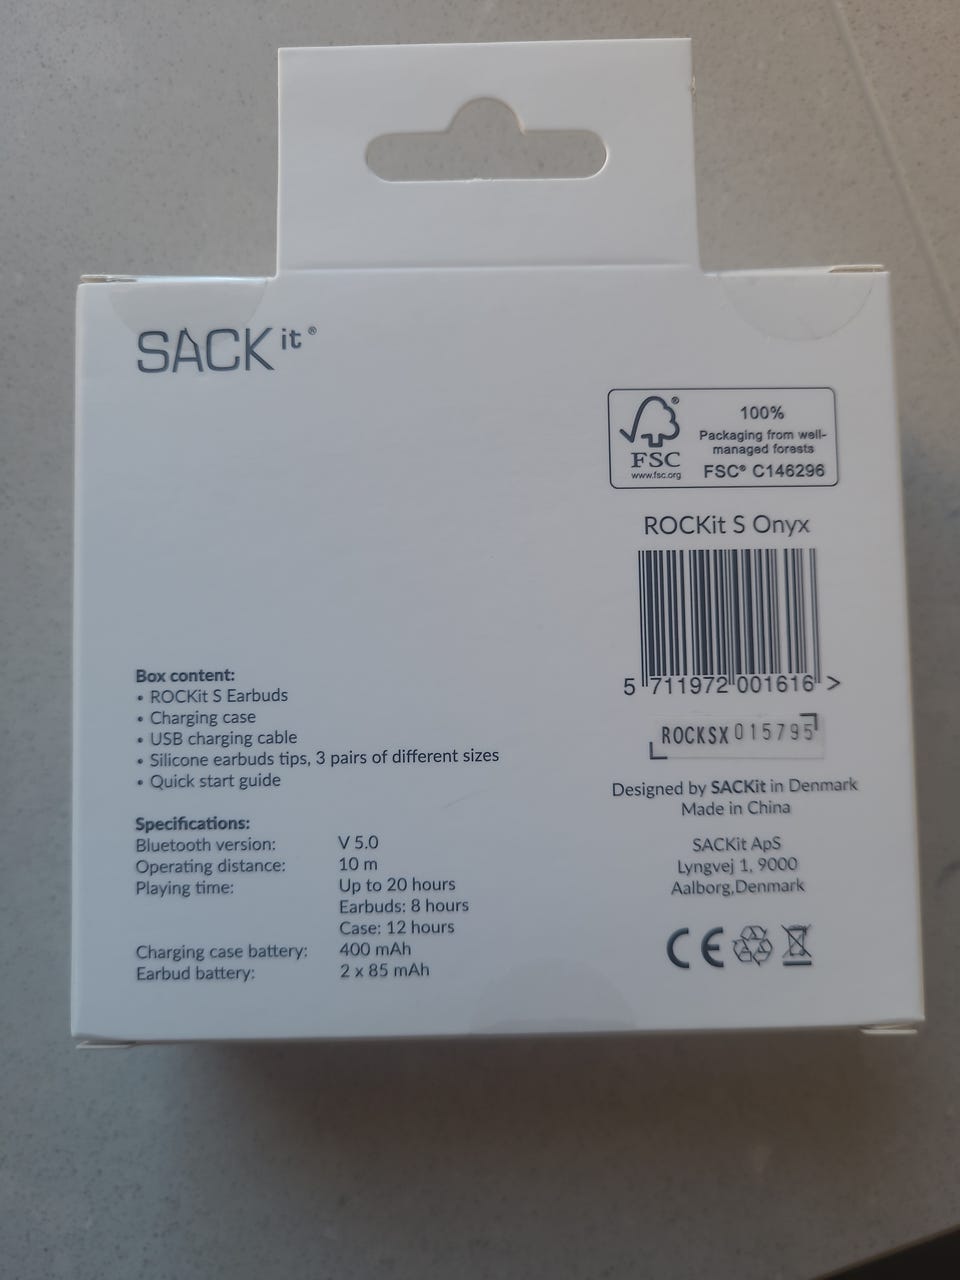 SACKit®
100%
Packaging from well-
managed forests
FSC® C146296
FSC
www.fsc.org
ROCKit S Onyx
5 711972 001616 >
ROCKSX 015795
Designed by SACKit in Denmark
Made in China
SACKit ApS
Lyngvej 1, 9000
Aalborg,Denmark
CE
Box content:
• ROCKit S Earbuds
• Charging case
• USB charging cable
• Silicone earbuds tips, 3 pairs of different sizes
• Quick start guide
Specifications:
Bluetooth version: V 5.0
Operating distance: 10 m
Playing time: Up to 20 hours
Earbuds: 8 hours
Case: 12 hours
Charging case battery: 400 mAh
Earbud battery: 2 x 85 mAh